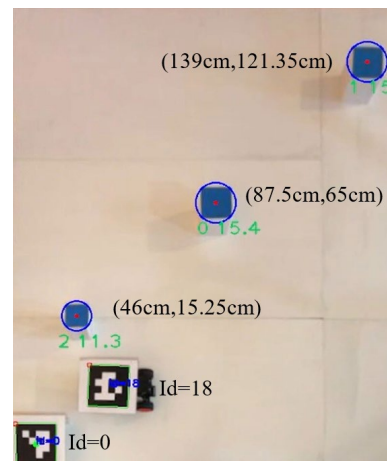 (139cm,121.35cm)
1 15
(87.5cm,65cm)
0 15.4
(46cm,15.25cm)
2 11.3
Id=18
Id=0